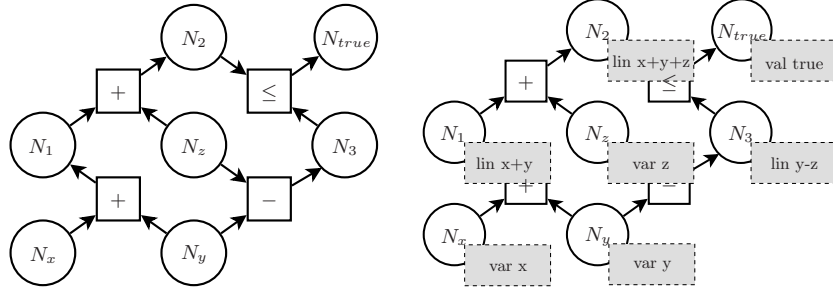 N2
Ntrue
+
≤
N1
Nz
N3
+
−
Nx
Ny
N2
Ntrue
lin x+y+z
val true
+
≤
N1
Nz
N3
lin x+y
var z
lin y-z
+
−
Nx
Ny
var x
var y